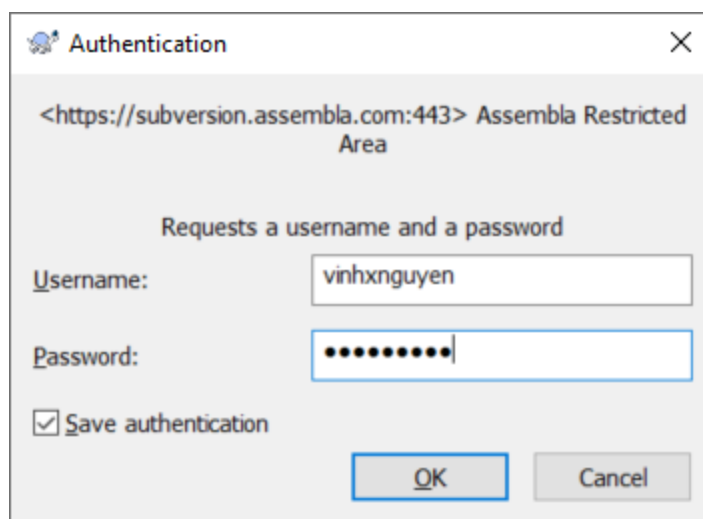 Authentication
<https://subversion.assembla.com:443> Assembla Restricted
Area
Requests a username and a password
Username:
vinhxnguyen
Password:
●●●●●●●●●
Save authentication
OK
Cancel